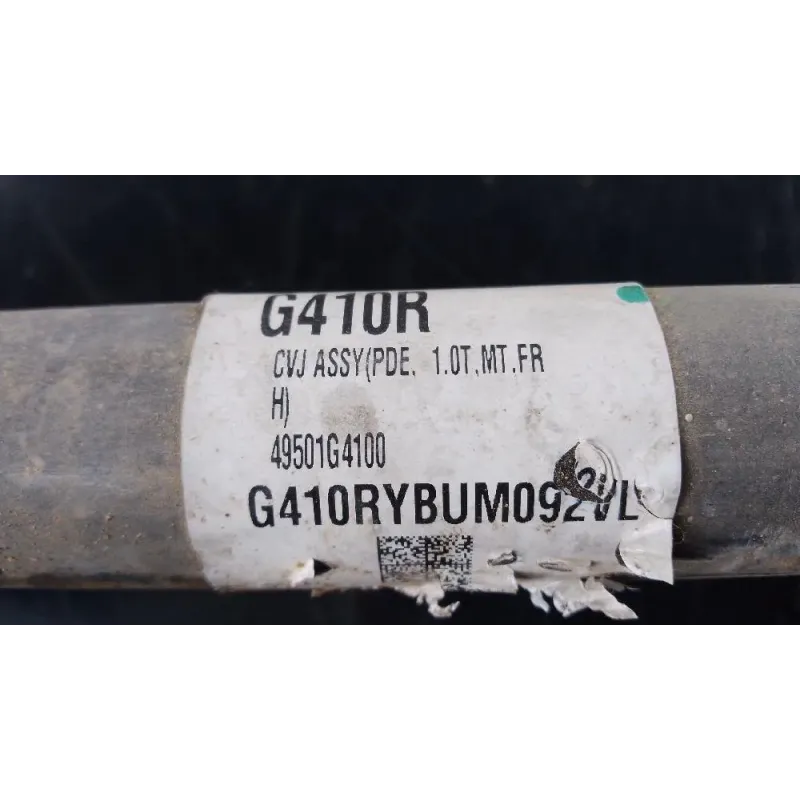 G410R
CVJ ASSY(PDE, 1.0T,MT,FR
H)
49501G4100
G410RYBUM092VL